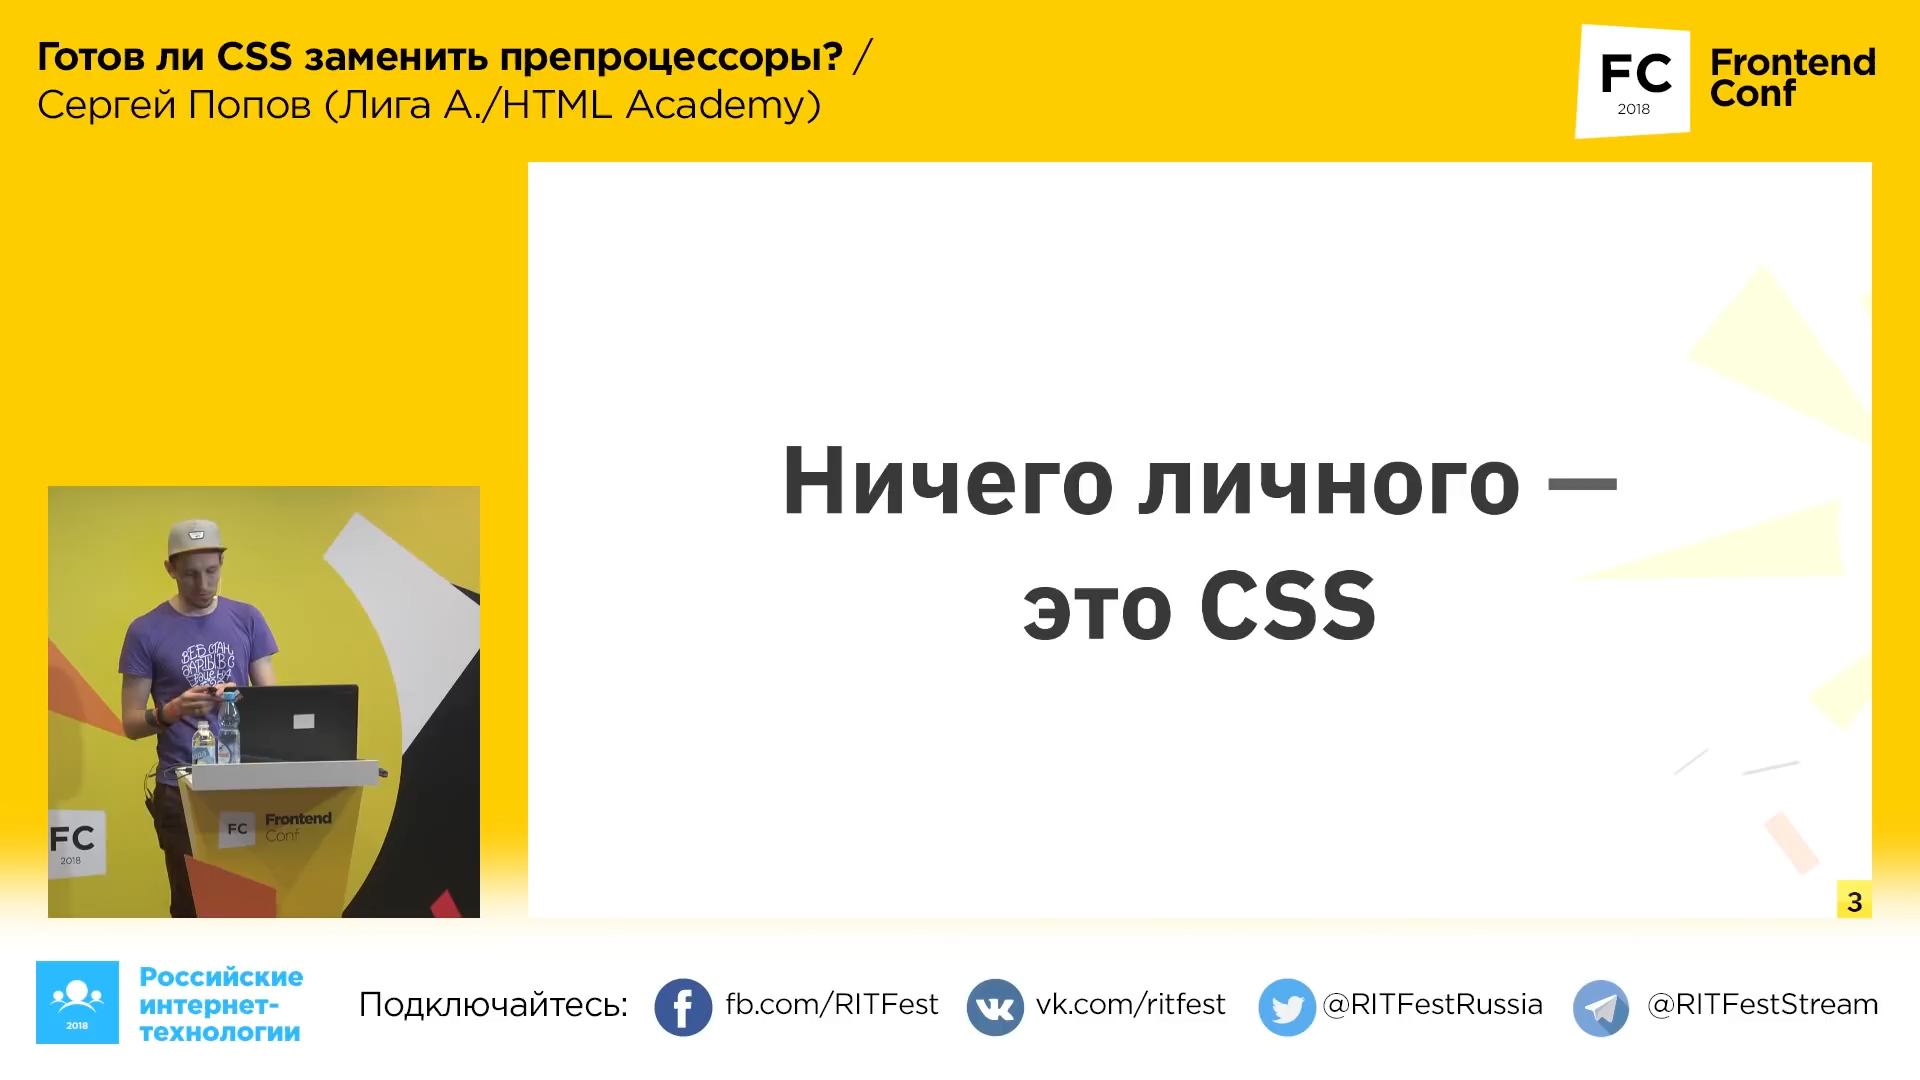 Готов ли CSS заменить препроцессоры? /
Сергей Попов (Лига А./HTML Academy)
FC
2018
Frontend
Conf
Ничего личного —
это CSS
3
FC
2018
FC
Frontend
Conf
2018
Российские
интернет-
технологии
Подключайтесь:
fb.com/RITFest
vk.com/ritfest
@RITFestRussia
@RITFestStream